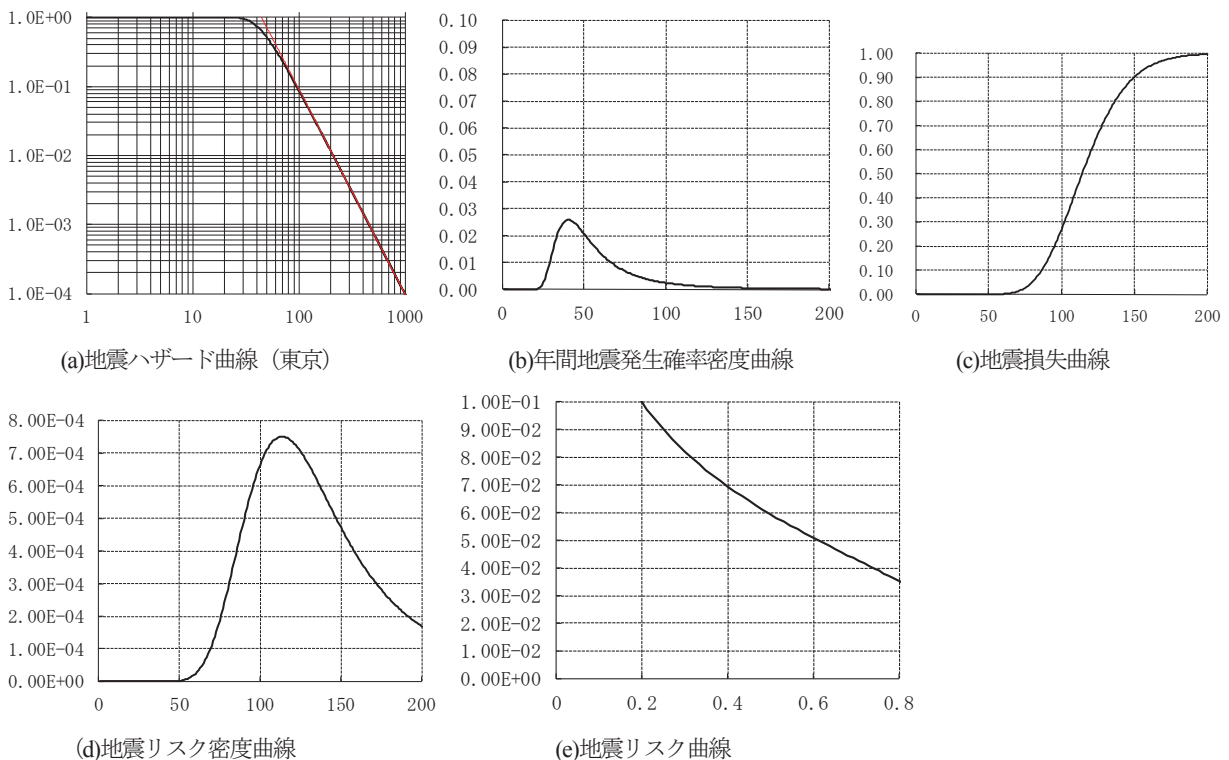 1.0E+00
1.0E-01
1.0E-02
1.0E-03
1.0E-04
1 10 100 1000
(a)地震ハザード曲線（東京）
0.10
0.09
0.08
0.07
0.06
0.05
0.04
0.03
0.02
0.01
0.00
0 50 100 150 200
(b)年間地震発生確率密度曲線
1.00
0.90
0.80
0.70
0.60
0.50
0.40
0.30
0.20
0.10
0.00
0 50 100 150 200
(c)地震損失曲線
8.00E-04
7.00E-04
6.00E-04
5.00E-04
4.00E-04
3.00E-04
2.00E-04
1.00E-04
0.00E+00
0 50 100 150 200
(d)地震リスク密度曲線
1.00E-01
9.00E-02
8.00E-02
7.00E-02
6.00E-02
5.00E-02
4.00E-02
3.00E-02
2.00E-02
1.00E-02
0.00E+00
0 0.2 0.4 0.6 0.8
(e)地震リスク曲線